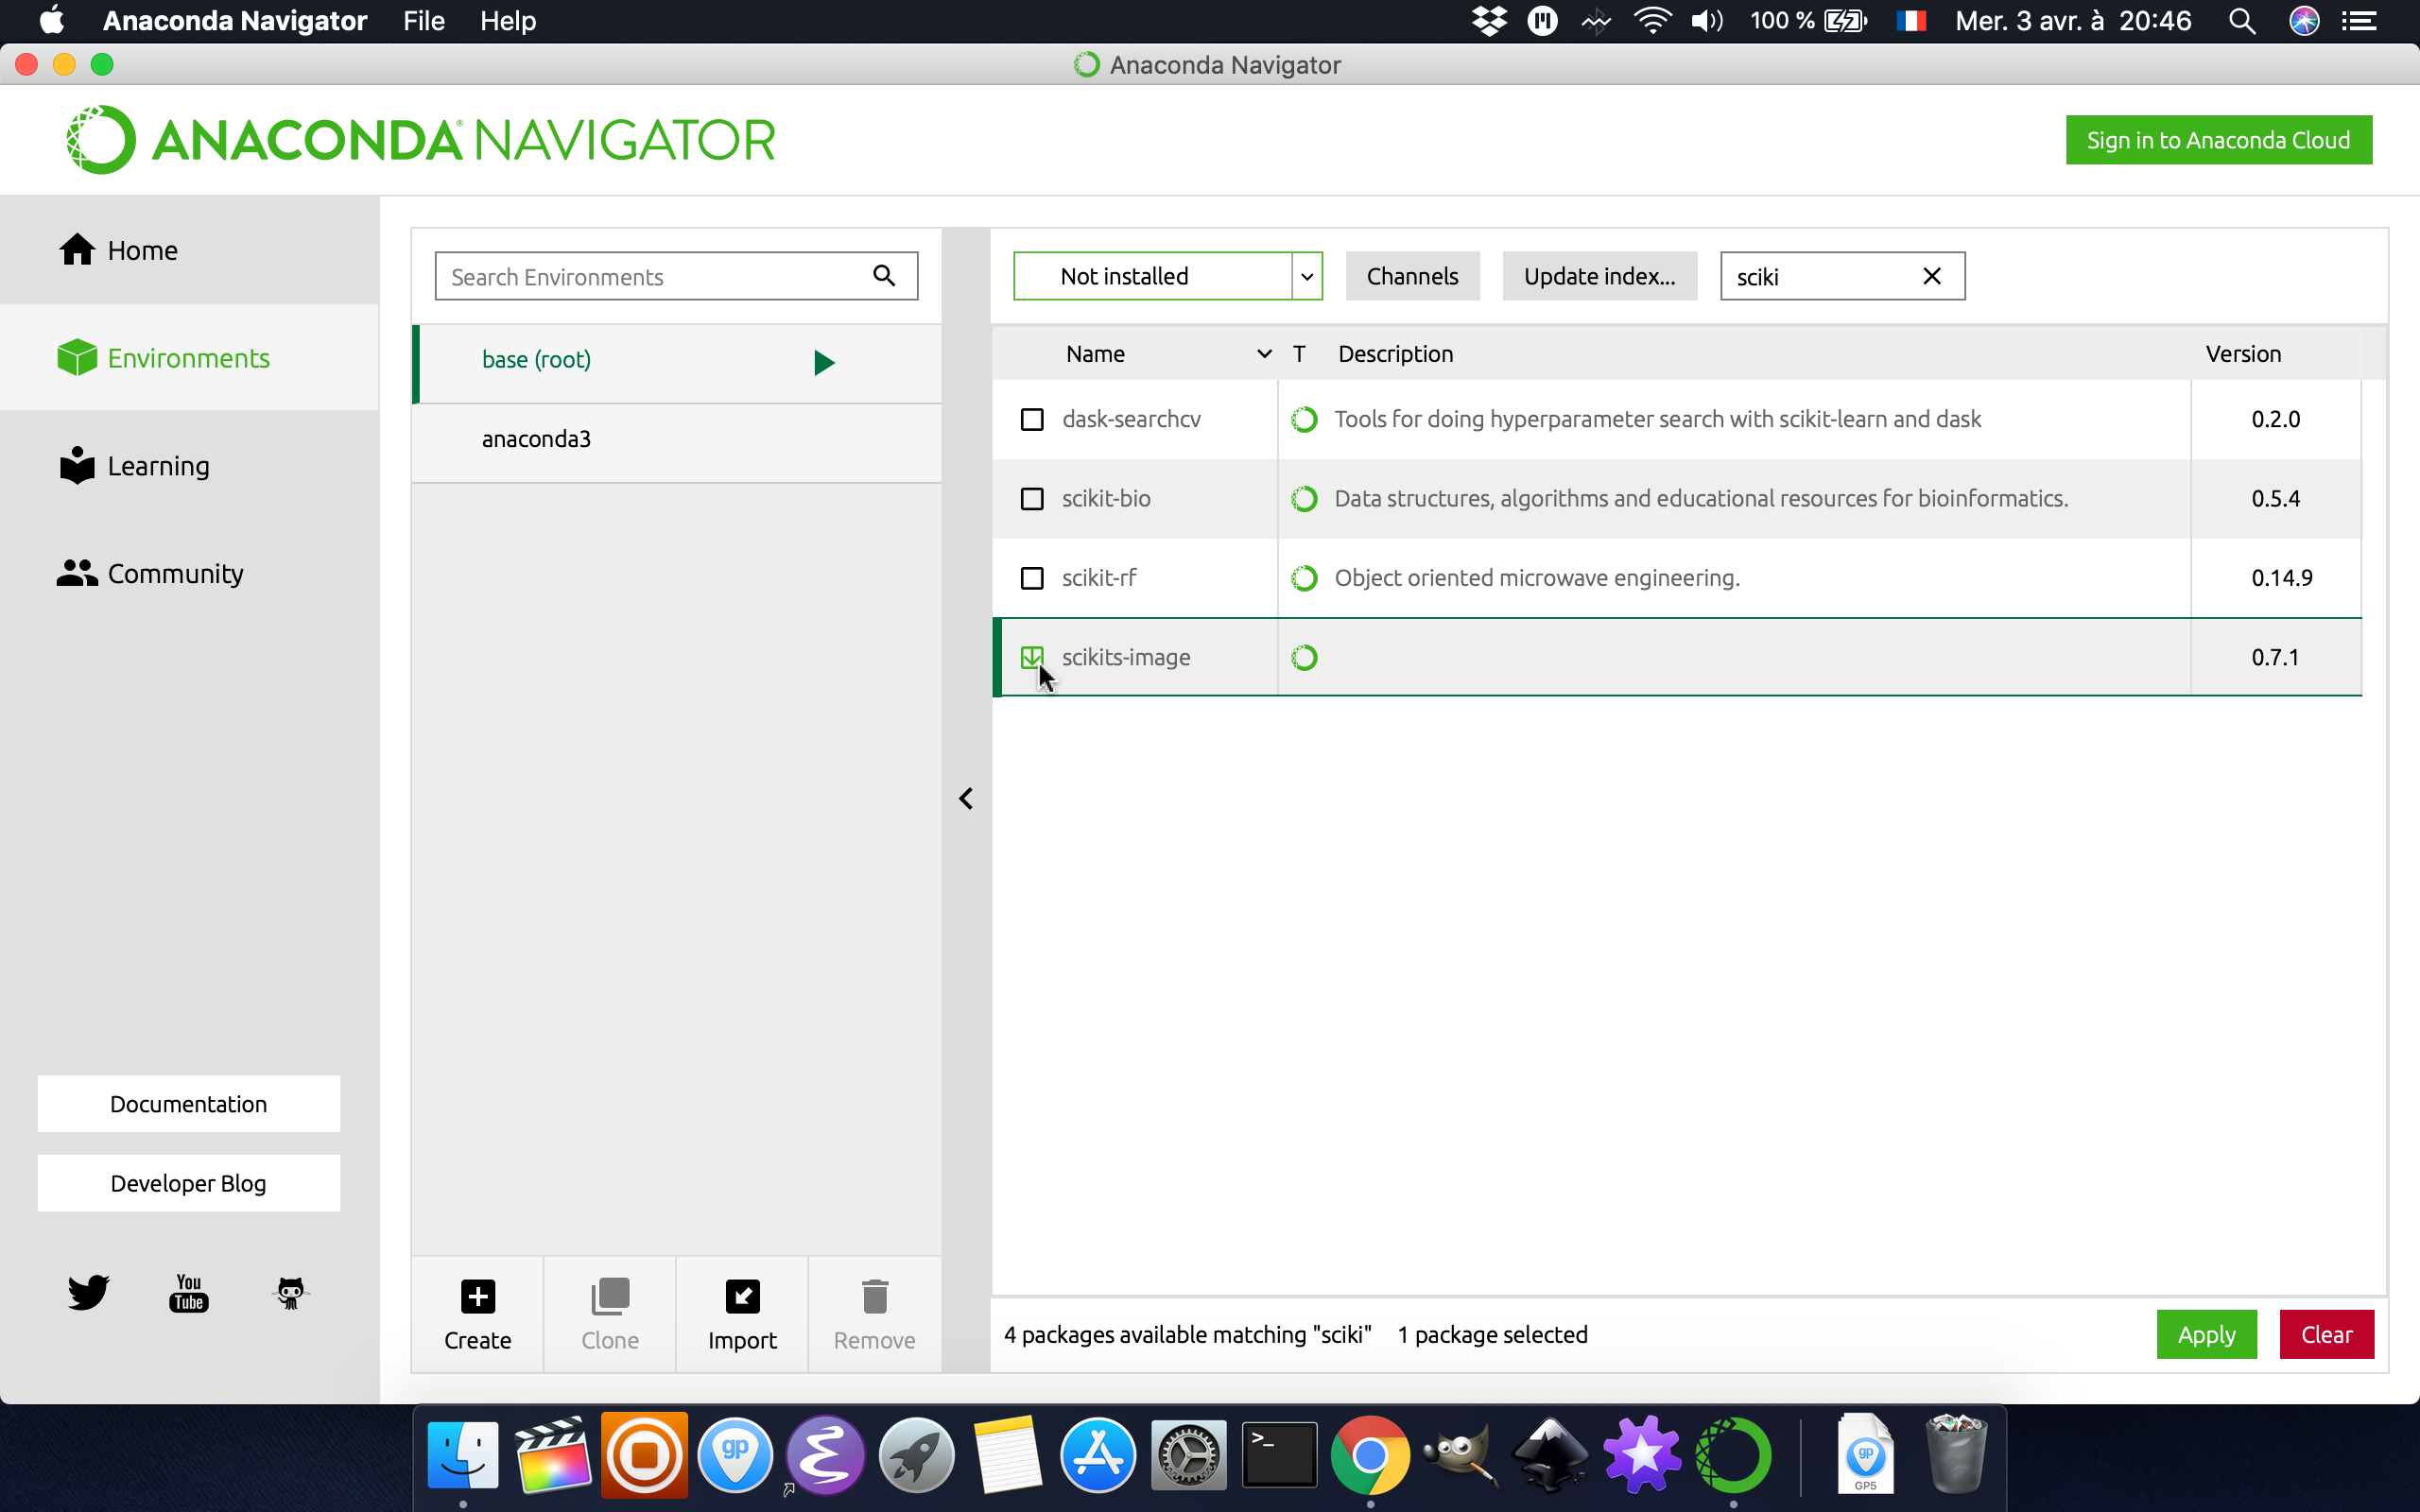 Anaconda Navigator File Help 100 % Mer. 3 avr. à 20:46
Anaconda Navigator
ANACONDA® NAVIGATOR
Sign in to Anaconda Cloud
Home
Environments
Learning
Community
Documentation
Developer Blog
You
Tube
Search Environments
base (root)
anaconda3
Create
Clone
Import
Remove
Not installed Channels Update index... sciki
Name T Description Version
dask-searchcv Tools for doing hyperparameter search with scikit-learn and dask 0.2.0
scikit-bio Data structures, algorithms and educational resources for bioinformatics. 0.5.4
scikit-rf Object oriented microwave engineering. 0.14.9
scikits-image 0.7.1
4 packages available matching "sciki" 1 package selected
Apply Clear
gp
>_
gp
GP5